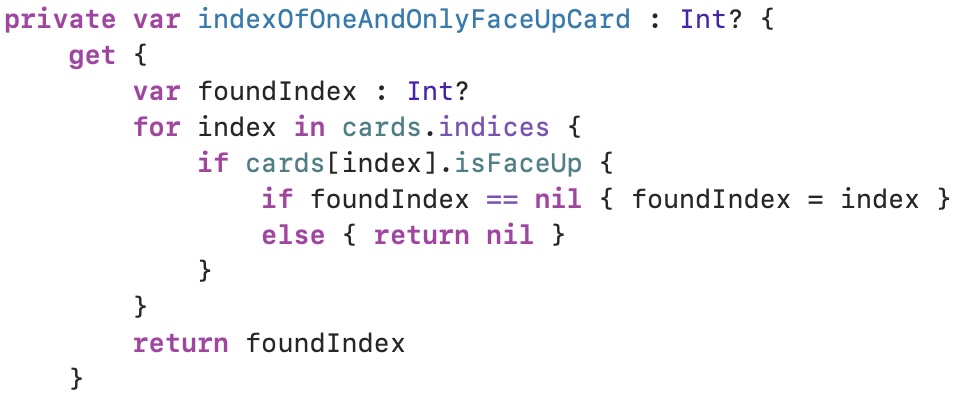 private var indexOfOneAndOnlyFaceUpCard : Int? {
    get {
        var foundIndex : Int?
        for index in cards.indices {
            if cards[index].isFaceUp {
                if foundIndex == nil { foundIndex = index }
                else { return nil }
            }
        }
        return foundIndex
    }